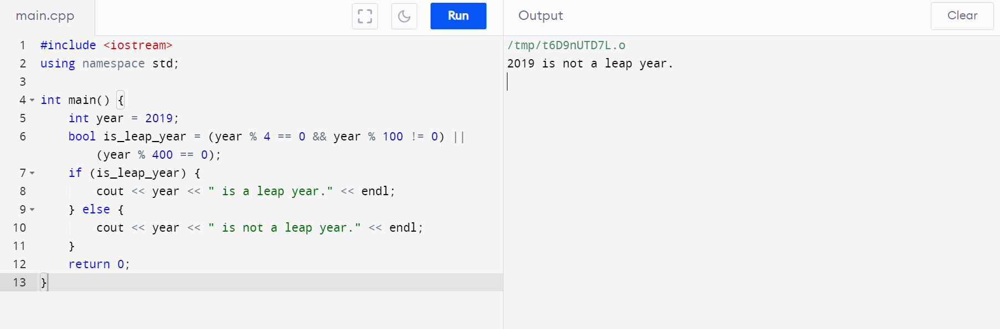 main.cpp
Run
Output
Clear
1 #include <iostream>
2 using namespace std;
3
4 int main() {
5     int year = 2019;
6     bool is_leap_year = (year % 4 == 0 && year % 100 != 0) ||
        (year % 400 == 0);
7     if (is_leap_year) {
8         cout << year << " is a leap year." << endl;
9     } else {
10         cout << year << " is not a leap year." << endl;
11     }
12     return 0;
13 }
/tmp/t6D9nUTD7L.o
2019 is not a leap year.